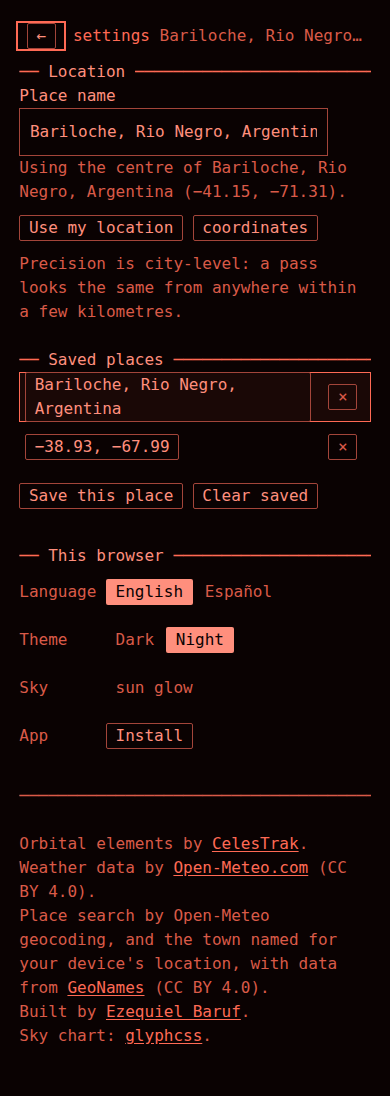 ← settings Bariloche, Rio Negro…
Location
Place name
Bariloche, Rio Negro, Argentin
Using the centre of Bariloche, Rio
Negro, Argentina (−41.15, −71.31).
Use my location coordinates
Precision is city-level: a pass
looks the same from anywhere within
a few kilometres.
Saved places
Bariloche, Rio Negro,
Argentina ×
−38.93, −67.99 ×
Save this place Clear saved
This browser
Language English Español
Theme Dark Night
Sky sun glow
App Install
Orbital elements by CelesTrak.
Weather data by Open-Meteo.com (CC
BY 4.0).
Place search by Open-Meteo
geocoding, and the town named for
your device's location, with data
from GeoNames (CC BY 4.0).
Built by Ezequiel Baruf.
Sky chart: glyphcss.